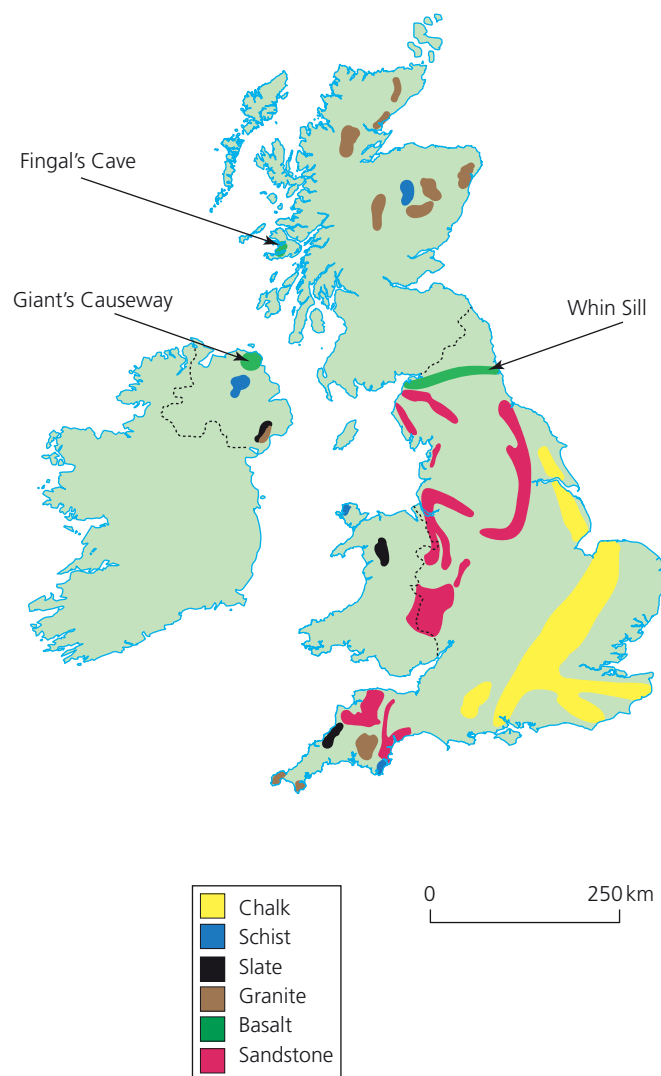 Fingal's Cave
Giant's Causeway
Whin Sill
Chalk
Schist
Slate
Granite
Basalt
Sandstone
0 250 km